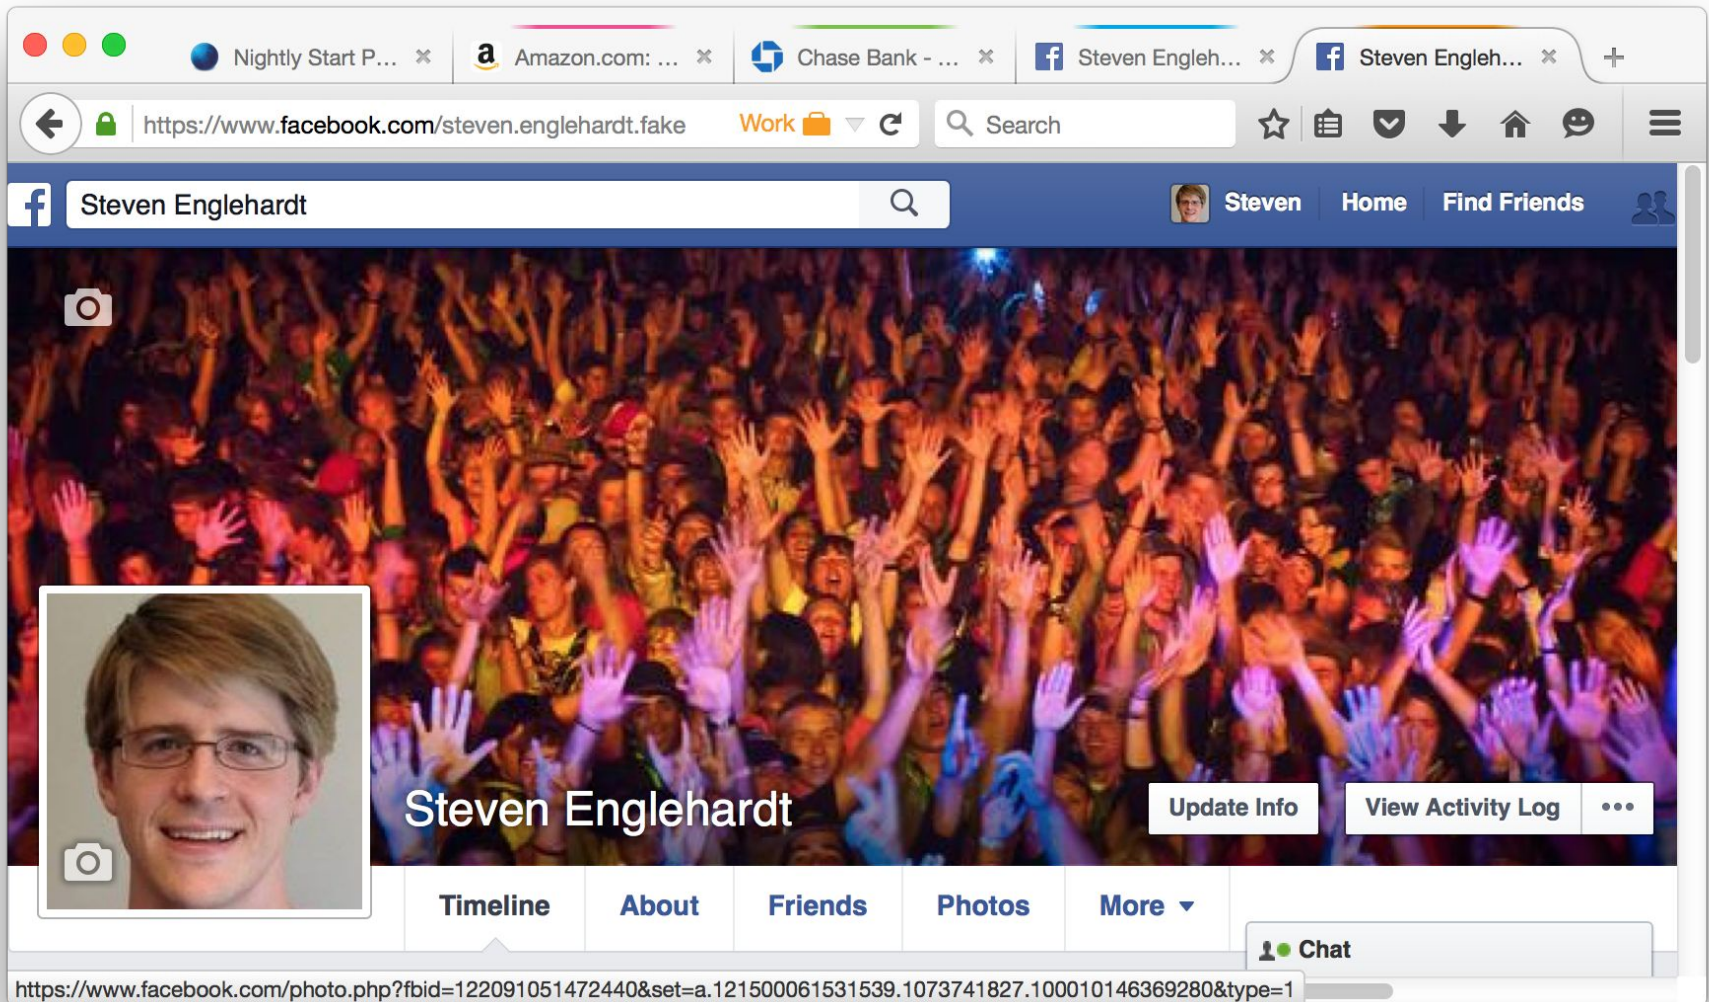 Nightly Start P...
Amazon.com: ...
Chase Bank - ...
Steven Engleh...
Steven Engleh...
https://www.facebook.com/steven.englehardt.fake
Work
Search
Steven Englehardt
Steven
Home
Find Friends
Steven Englehardt
Update Info
View Activity Log
Timeline
About
Friends
Photos
More
Chat
https://www.facebook.com/photo.php?fbid=122091051472440&set=a.121500061531539.1073741827.100010146369280&type=1